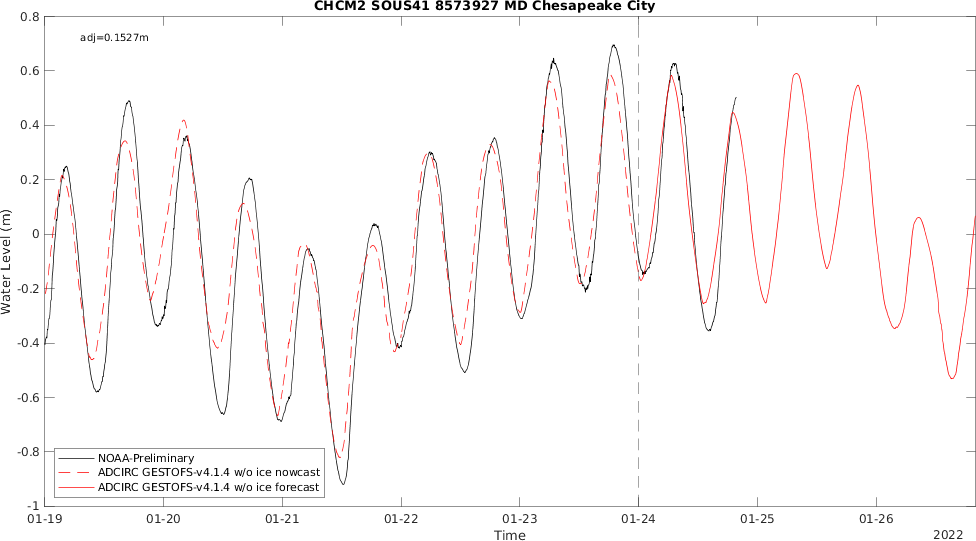 CHCM2 SOUS41 8573927 MD Chesapeake City
adj=0.1527m
0.8
0.6
0.4
0.2
0
-0.2
-0.4
-0.6
-0.8
-1
Water Level (m)
NOAA-Preliminary
ADCIRC GESTOFS-v4.1.4 w/o ice nowcast
ADCIRC GESTOFS-v4.1.4 w/o ice forecast
01-19 01-20 01-21 01-22 01-23 01-24 01-25 01-26
Time
2022